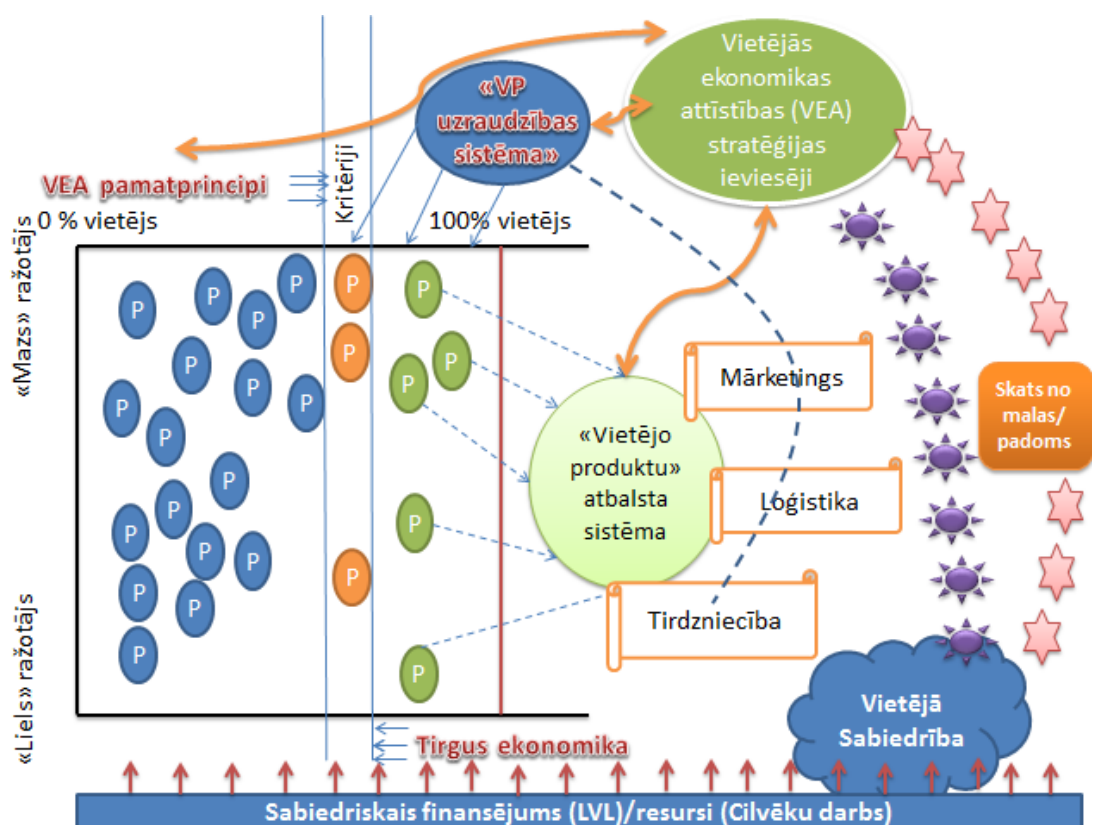 Vietējās
ekonomikas
attīstības (VEA)
stratēģijas
ieviesēji
«VP
uzraudzības
sistēma»
VEA pamatprincipi
Kritēriji
0 % vietējs
100% vietējs
«Mazs» ražotājs
«Liels» ražotājs
P P P P P
P P P
P P P
P P P
P
P P
P P P P
P P P
P P
P
Mārketings
Skats no
malas/
padoms
«Vietējo
produktu»
atbalsta
sistēma
Loģistika
Tirdzniecība
Vietējā
Sabiedrība
Tirgus ekonomika
Sabiedriskais finansējums (LVL)/resursi (Cilvēku darbs)